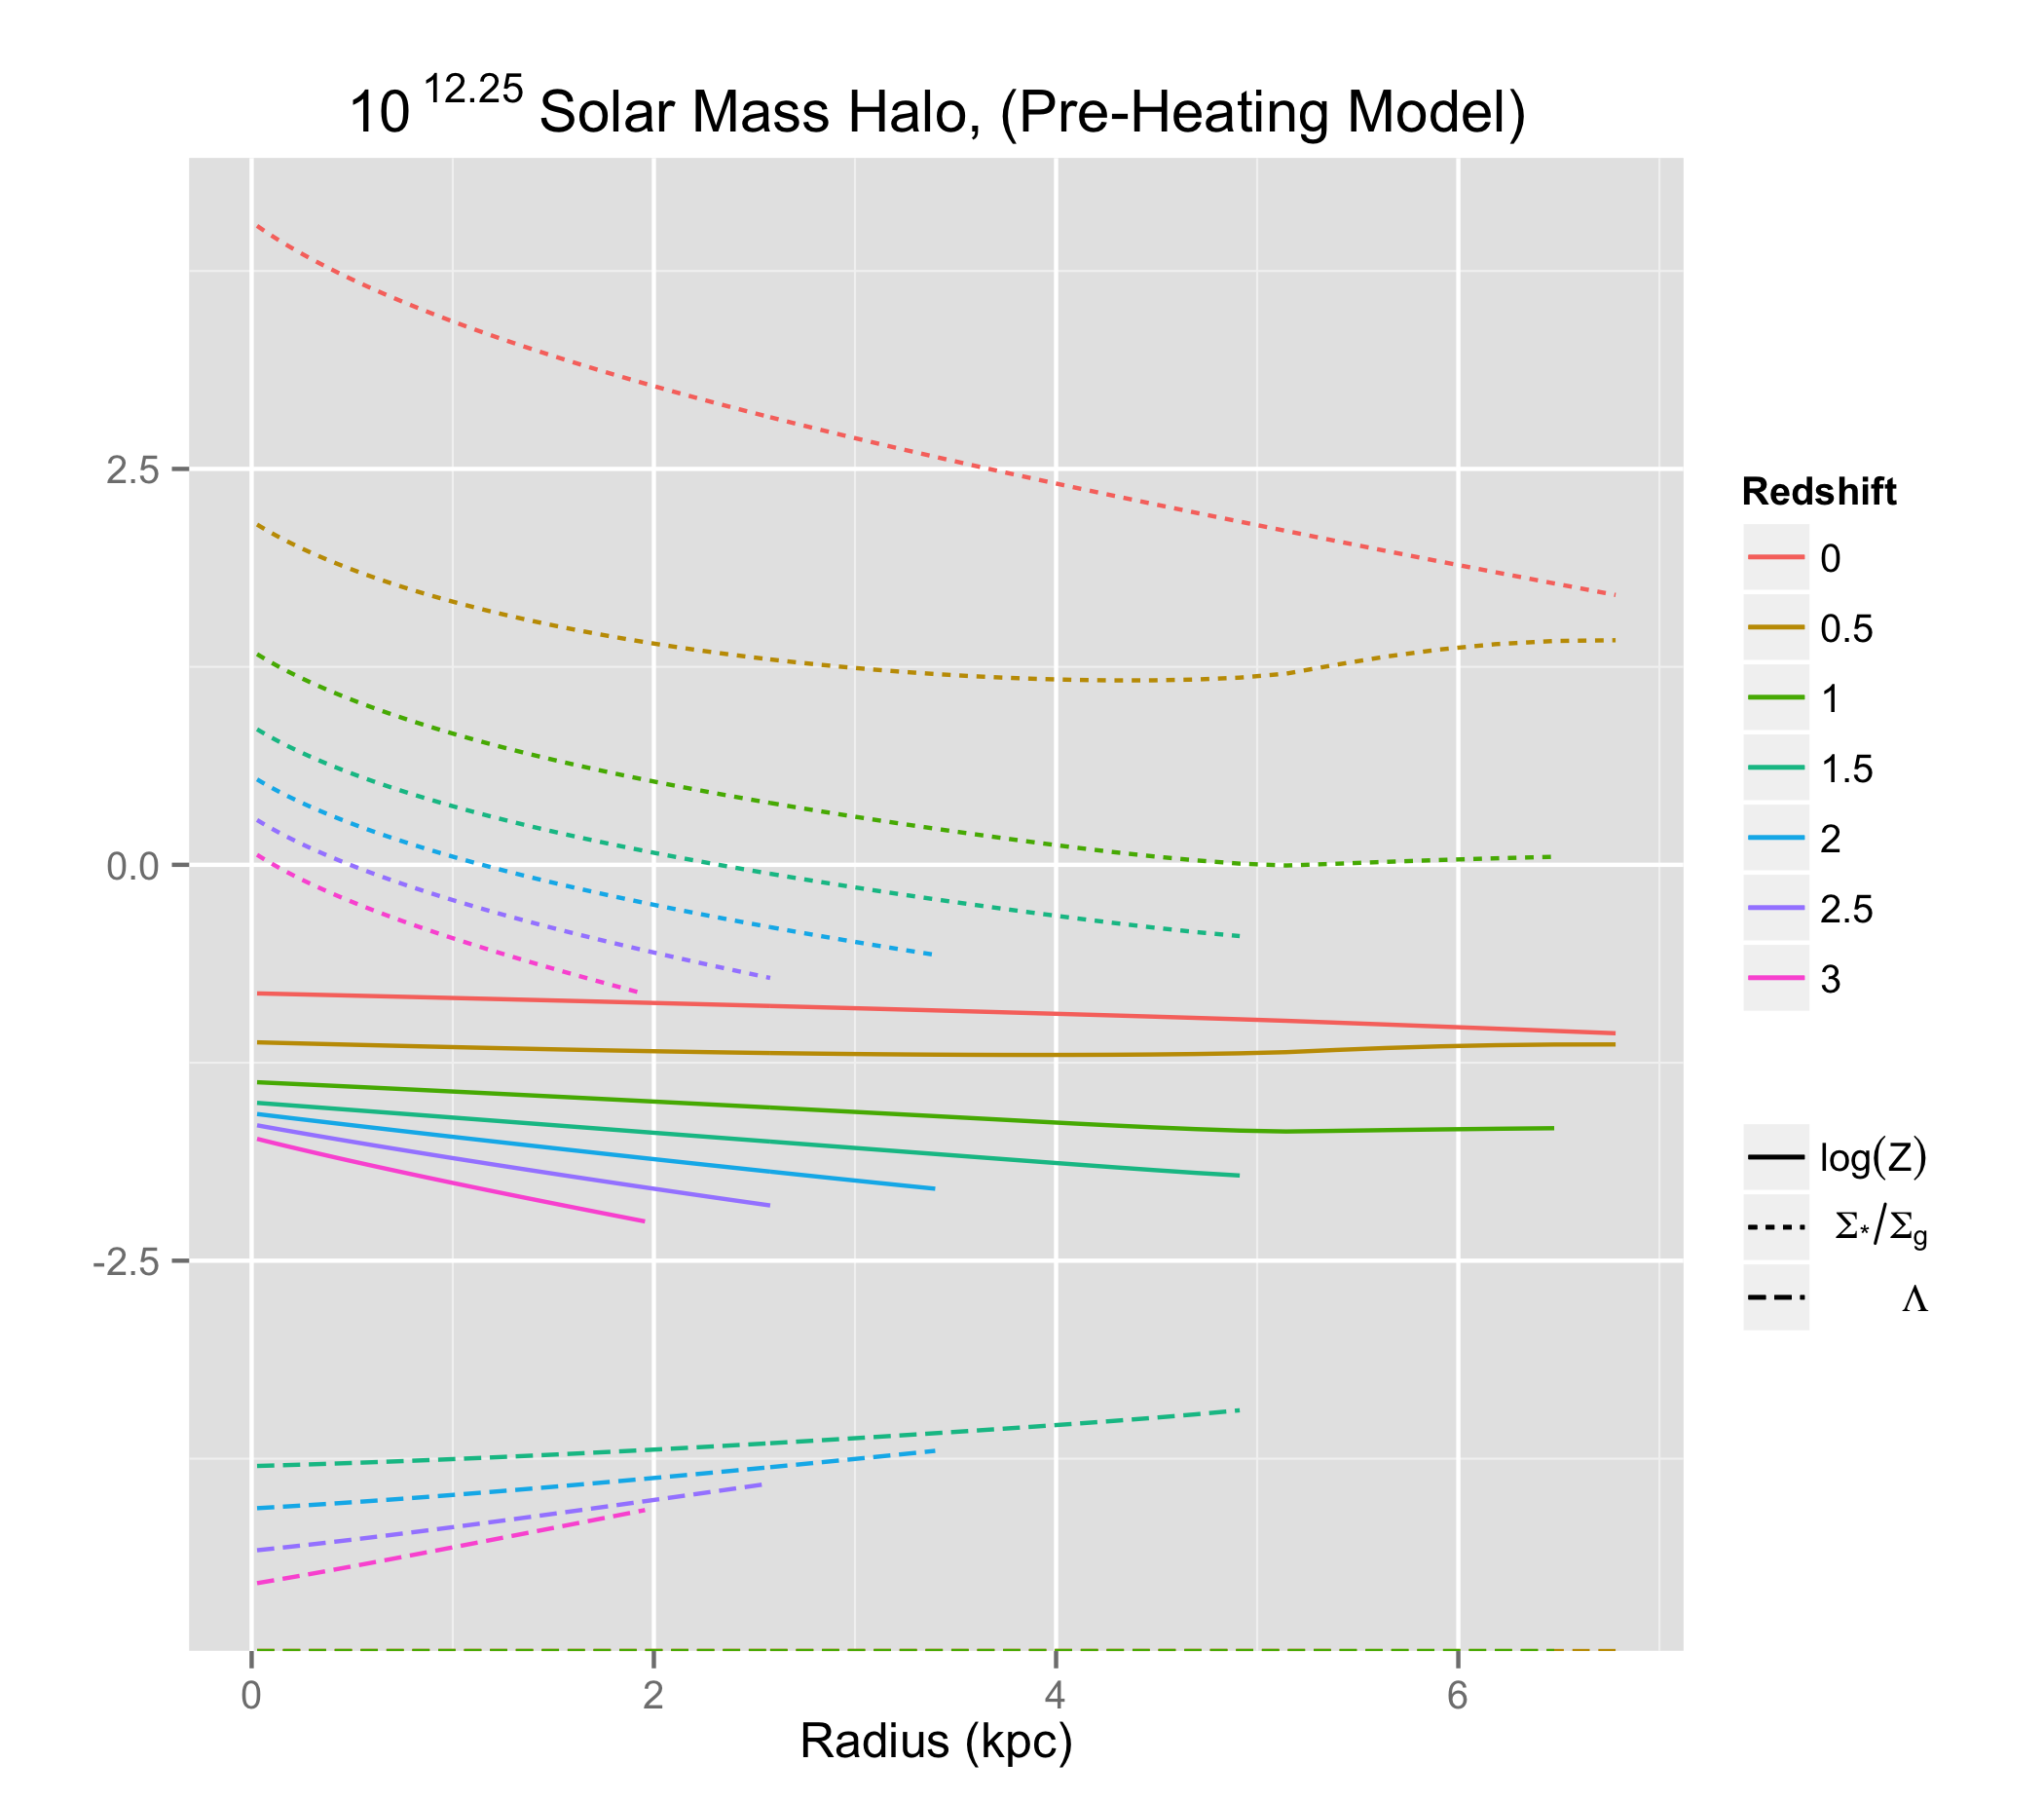 10 12.25 Solar Mass Halo, (Pre-Heating Model)
2.5
0.0
-2.5
0 2 4 6
Radius (kpc)
Redshift
0
0.5
1
1.5
2
2.5
3
log(Z)
Σ*/Σg
Λ